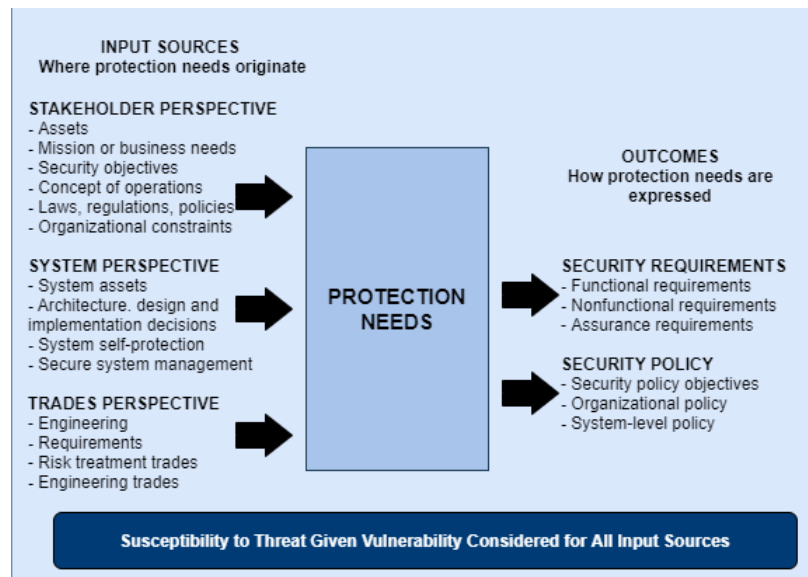 INPUT SOURCES
Where protection needs originate
STAKEHOLDER PERSPECTIVE
- Assets
- Mission or business needs
- Security objectives
- Concept of operations
- Laws, regulations, policies
- Organizational constraints
SYSTEM PERSPECTIVE
- System assets
- Architecture. design and
implementation decisions
- System self-protection
- Secure system management
TRADES PERSPECTIVE
- Engineering
- Requirements
- Risk treatment trades
- Engineering trades
PROTECTION
NEEDS
OUTCOMES
How protection needs are
expressed
SECURITY REQUIREMENTS
- Functional requirements
- Nonfunctional requirements
- Assurance requirements
SECURITY POLICY
- Security policy objectives
- Organizational policy
- System-level policy
Susceptibility to Threat Given Vulnerability Considered for All Input Sources